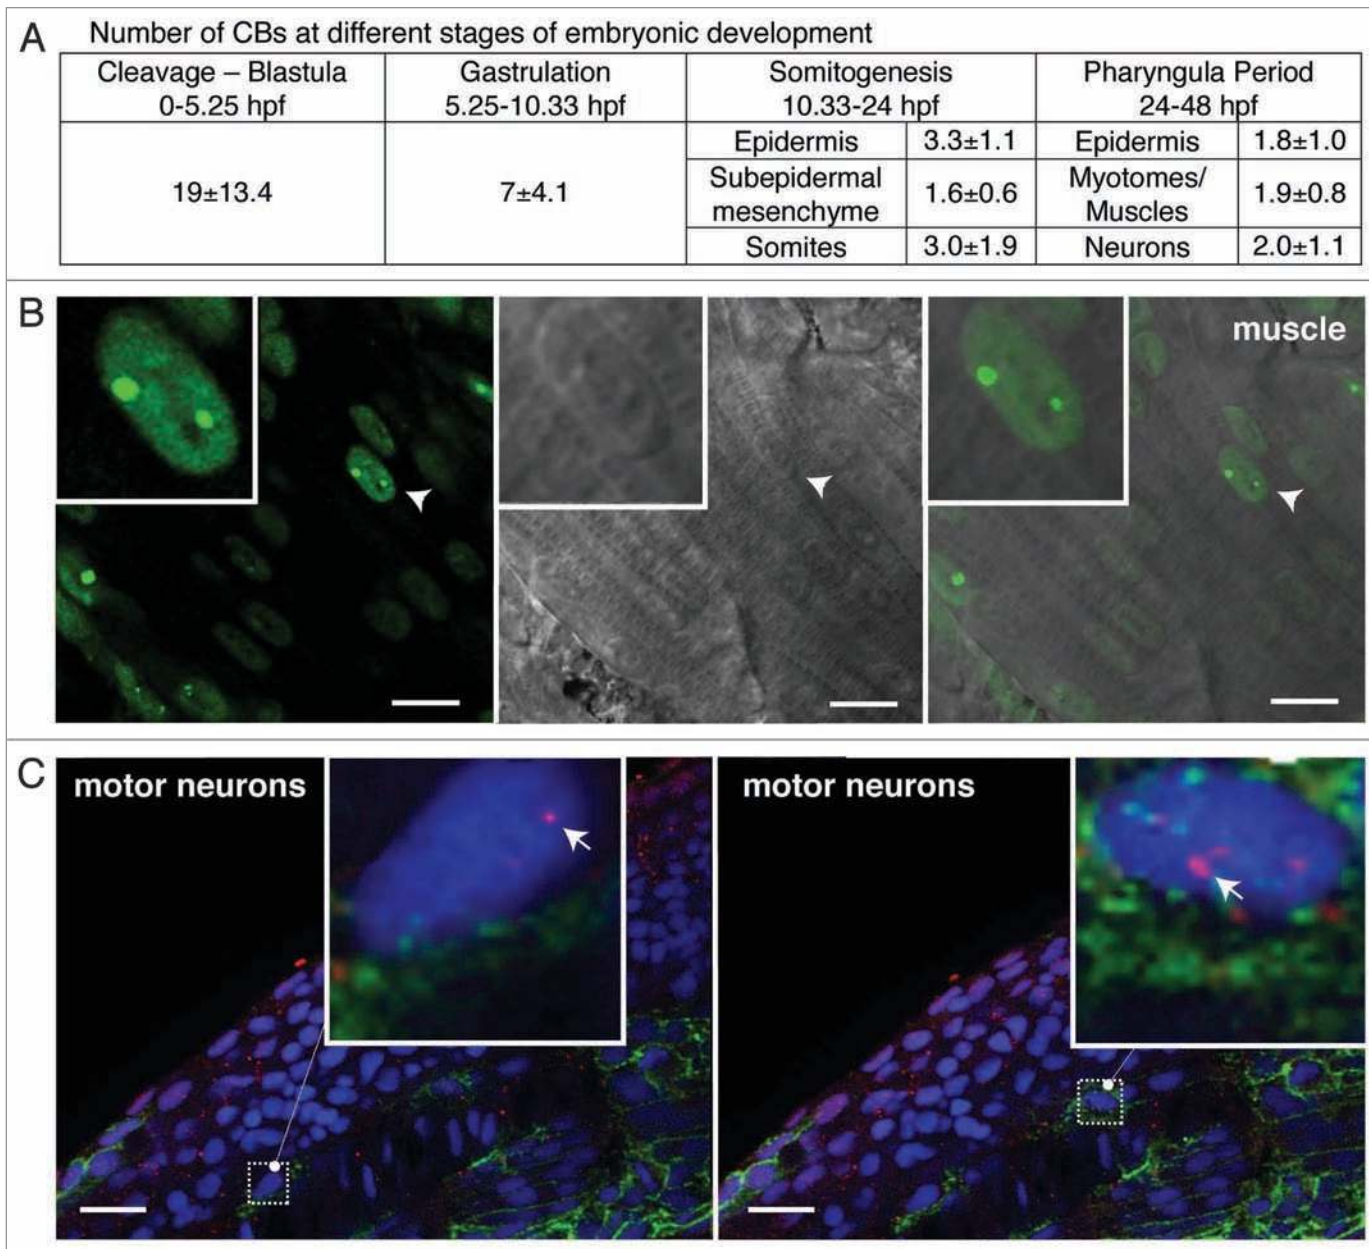 A
Number of CBs at different stages of embryonic development
Cleavage – Blastula
0-5.25 hpf
Gastrulation
5.25-10.33 hpf
Somitogenesis
10.33-24 hpf
Pharyngula Period
24-48 hpf
19±13.4
7±4.1
Epidermis 3.3±1.1
Subepidermal
mesenchyme 1.6±0.6
Somites 3.0±1.9
Epidermis 1.8±1.0
Myotomes/
Muscles 1.9±0.8
Neurons 2.0±1.1
B
muscle
C
motor neurons
motor neurons